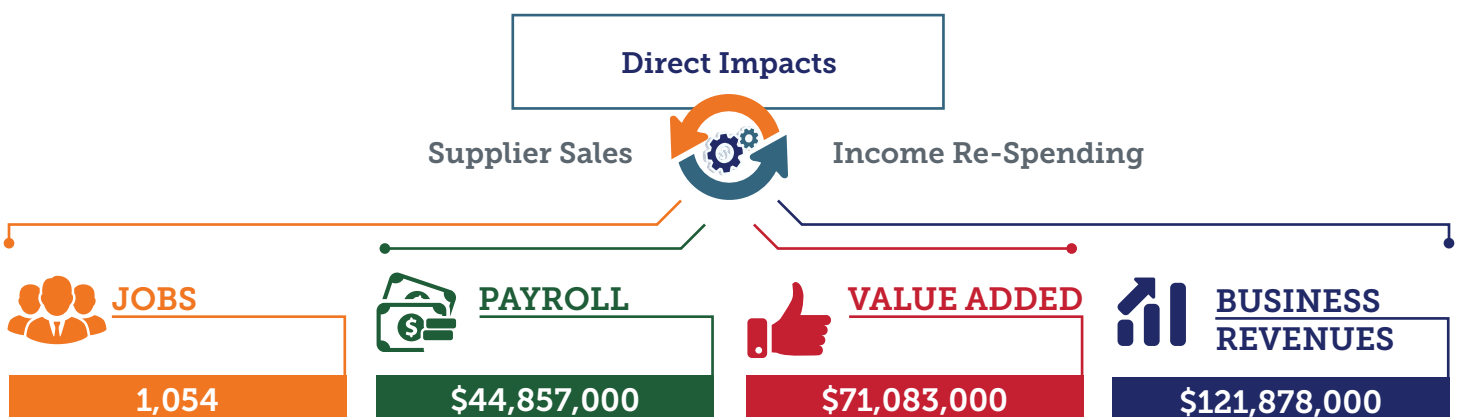 Direct Impacts
Supplier Sales
Income Re-Spending
JOBS
1,054
PAYROLL
$44,857,000
VALUE ADDED
$71,083,000
BUSINESS
REVENUES
$121,878,000